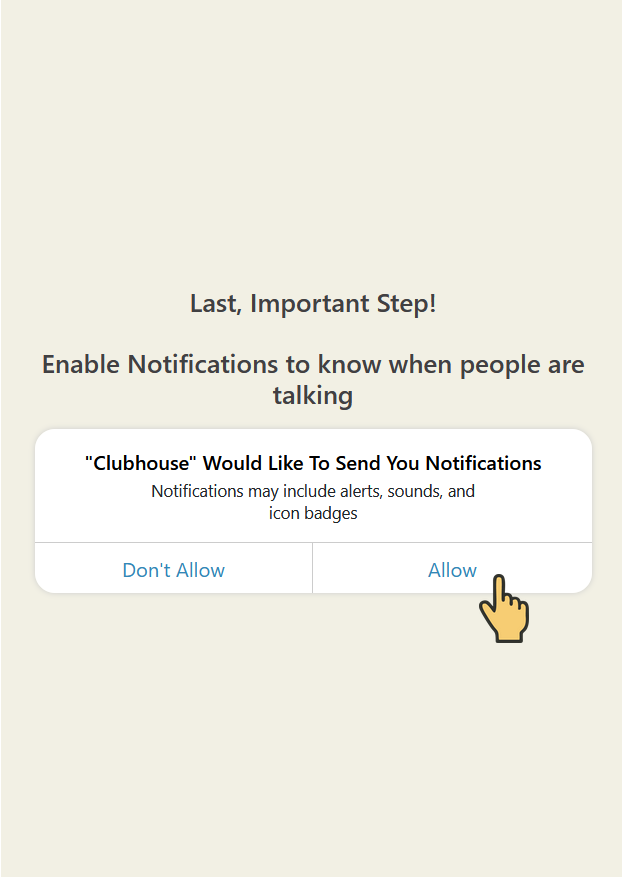 Last, Important Step!
Enable Notifications to know when people are
talking
"Clubhouse" Would Like To Send You Notifications
Notifications may include alerts, sounds, and
icon badges
Don't Allow
Allow